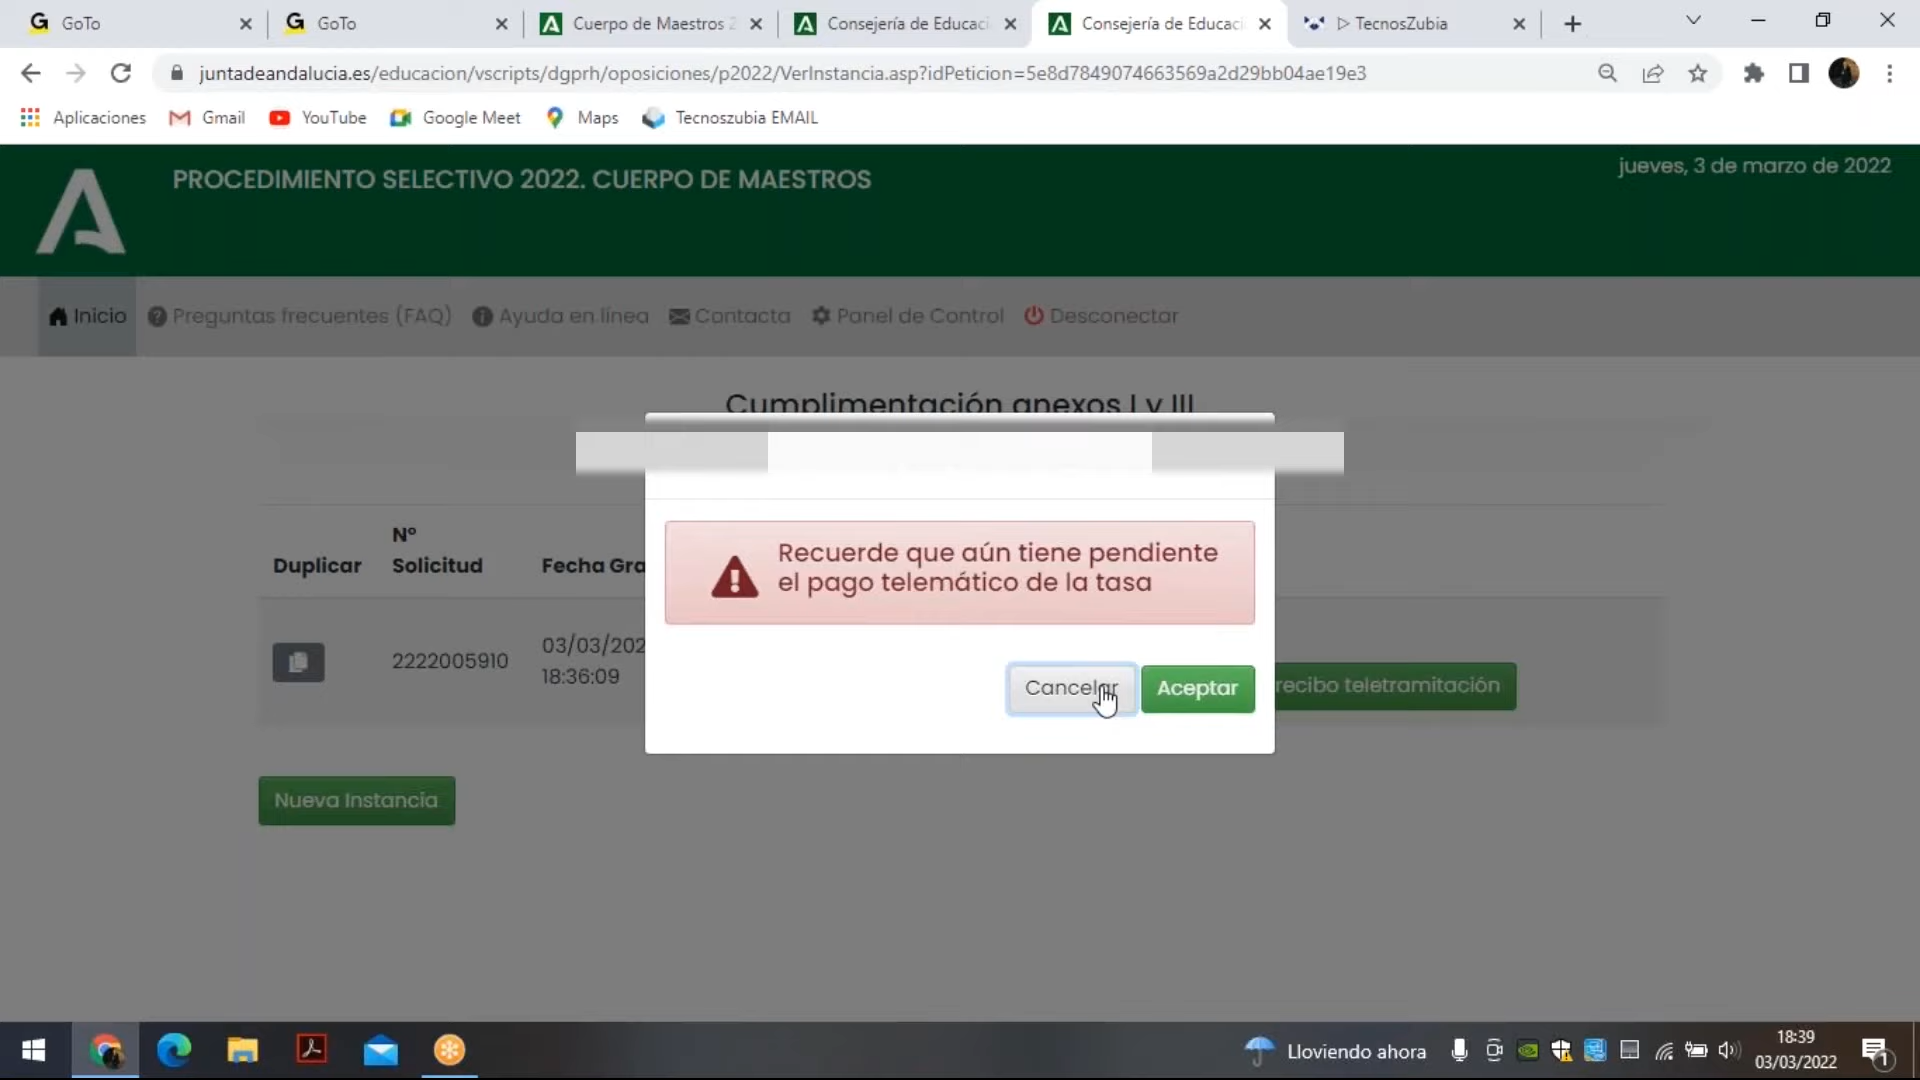 GoTo
GoTo
Cuerpo de Maestros 2
Consejería de Educaci
Consejería de Educaci
▷ TecnosZubia
juntadeandalucia.es/educacion/vscripts/dgprh/oposiciones/p2022/VerInstancia.asp?idPeticion=5e8d7849074663569a2d29bb04ae19e3
Aplicaciones
Gmail
YouTube
Google Meet
Maps
Tecnoszubia EMAIL
PROCEDIMIENTO SELECTIVO 2022. CUERPO DE MAESTROS
jueves, 3 de marzo de 2022
Inicio
Preguntas frecuentes (FAQ)
Ayuda en línea
Contacta
Panel de Control
Desconectar
Cumplimentación anexos I y III
Duplicar
Nº
Solicitud
Fecha Gra
2222005910
03/03/202
18:36:09
Recuerde que aún tiene pendiente
el pago telemático de la tasa
Cancelar
Aceptar
recibo teletramitación
Nueva Instancia
Lloviendo ahora
18:39
03/03/2022
1